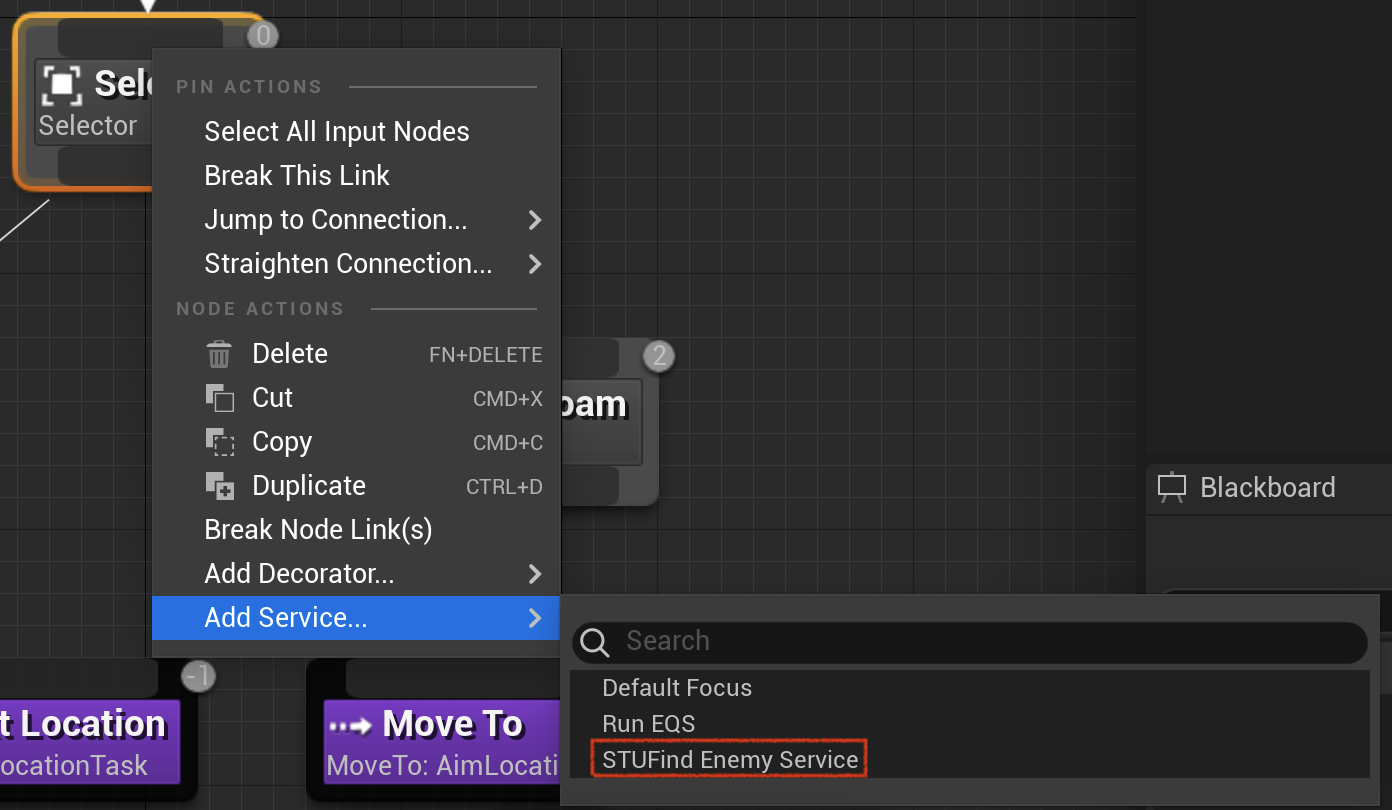 0
Sele
Selector
PIN ACTIONS
Select All Input Nodes
Break This Link
Jump to Connection...
Straighten Connection...
NODE ACTIONS
Delete FN+DELETE
Cut CMD+X
Copy CMD+C
Duplicate CTRL+D
Break Node Link(s)
Add Decorator...
Add Service...
2
oam
Blackboard
Search
Default Focus
Run EQS
STUFind Enemy Service
-1
t Location
ocationTask
Move To
MoveTo: AimLocati